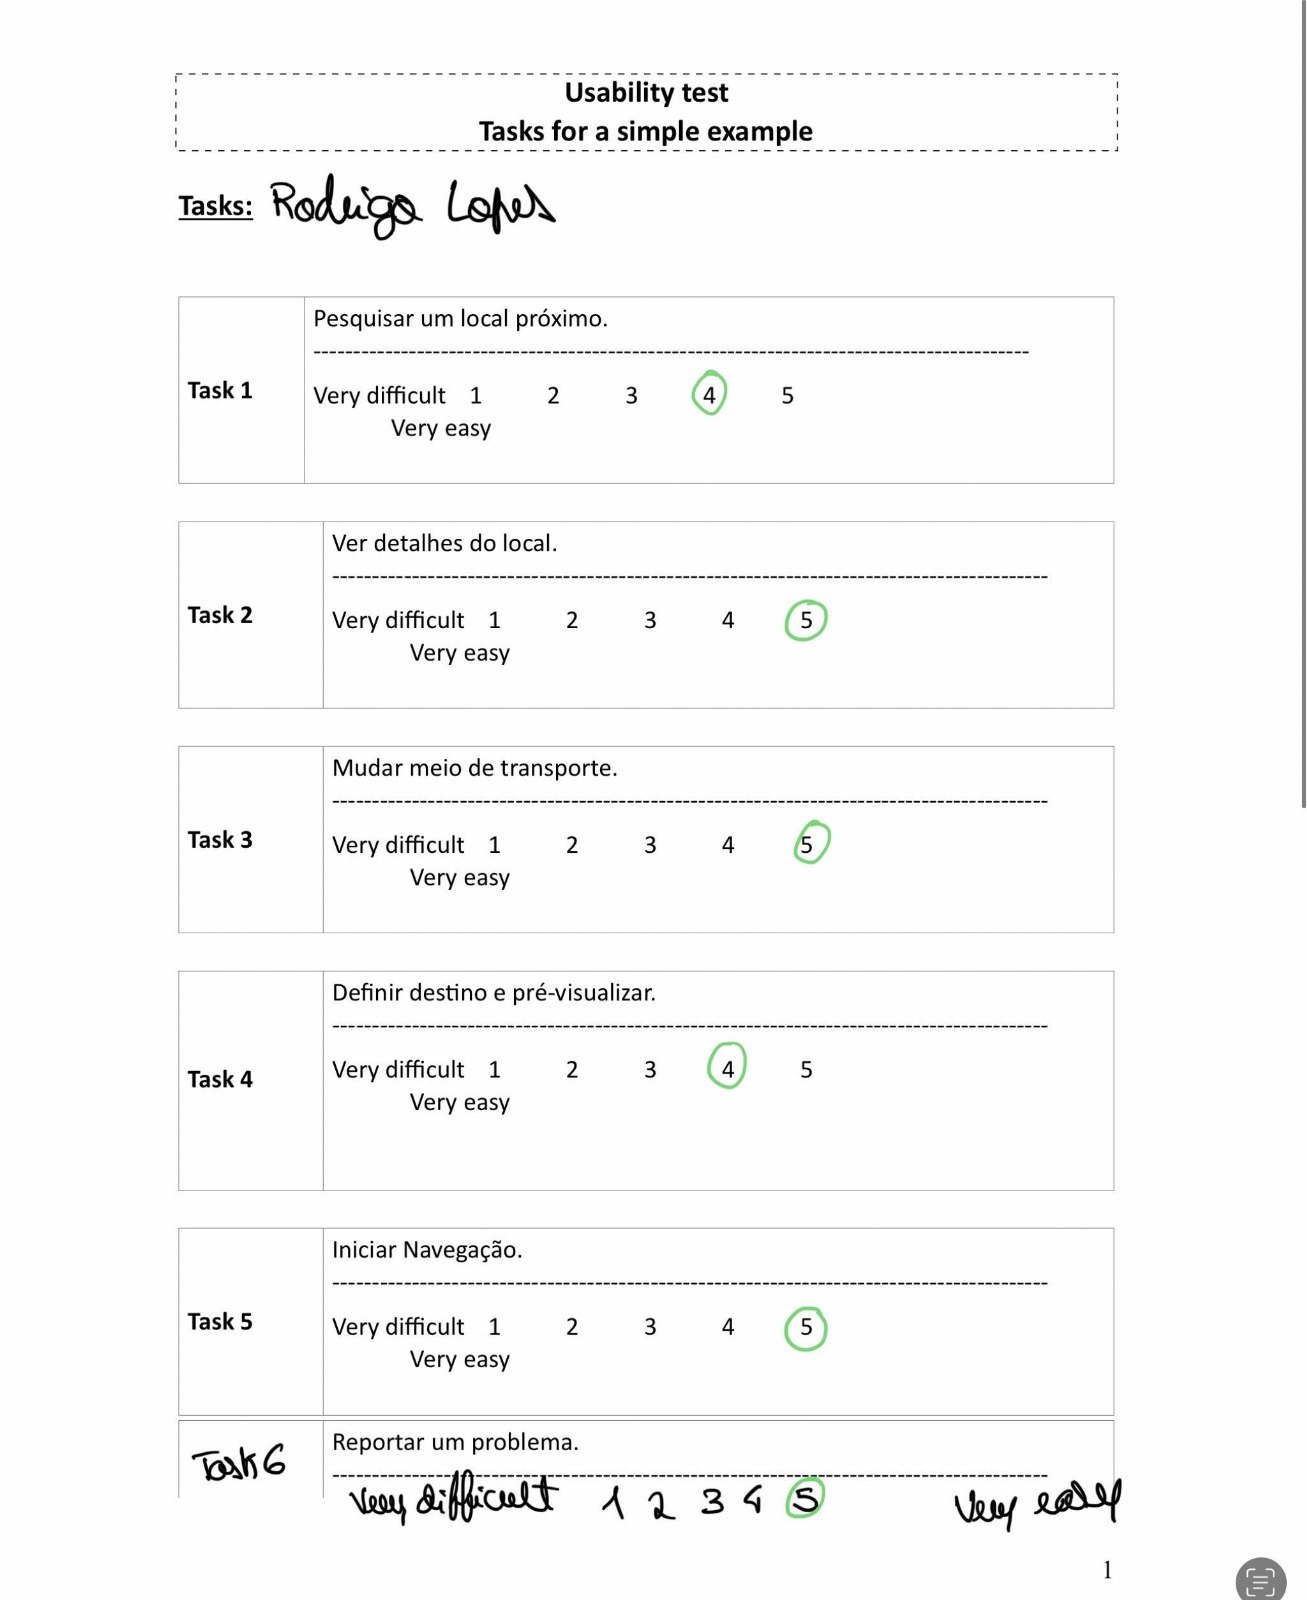 Usability test
Tasks for a simple example
Tasks: Rodrigo Lopes
Pesquisar um local próximo.
------------------------------------------------------------------------------------------
Task 1
Very difficult 1 2 3 4 5
Very easy
Ver detalhes do local.
------------------------------------------------------------------------------------------
Task 2
Very difficult 1 2 3 4 5
Very easy
Mudar meio de transporte.
------------------------------------------------------------------------------------------
Task 3
Very difficult 1 2 3 4 5
Very easy
Definir destino e pré-visualizar.
------------------------------------------------------------------------------------------
Task 4
Very difficult 1 2 3 4 5
Very easy
Iniciar Navegação.
------------------------------------------------------------------------------------------
Task 5
Very difficult 1 2 3 4 5
Very easy
Reportar um problema.
------------------------------------------------------------------------------------------
Task 6
Very difficult 1 2 3 4 5 Very easy
1